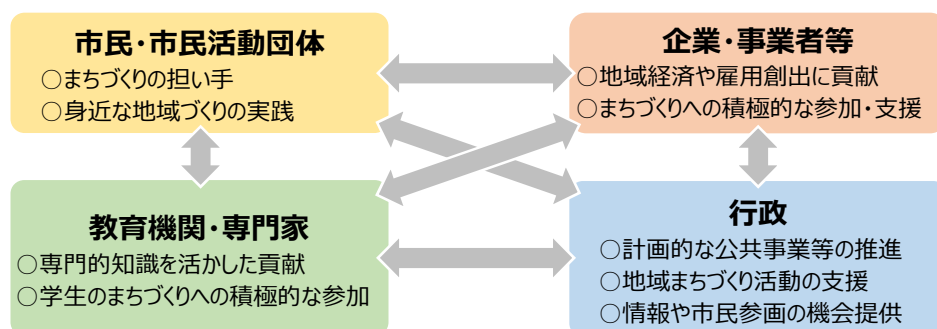 市民・市民活動団体
○まちづくりの担い手
○身近な地域づくりの実践
企業・事業者等
○地域経済や雇用創出に貢献
○まちづくりへの積極的な参加・支援
教育機関・専門家
○専門的知識を活かした貢献
○学生のまちづくりへの積極的な参加
行政
○計画的な公共事業等の推進
○地域まちづくり活動の支援
○情報や市民参画の機会提供